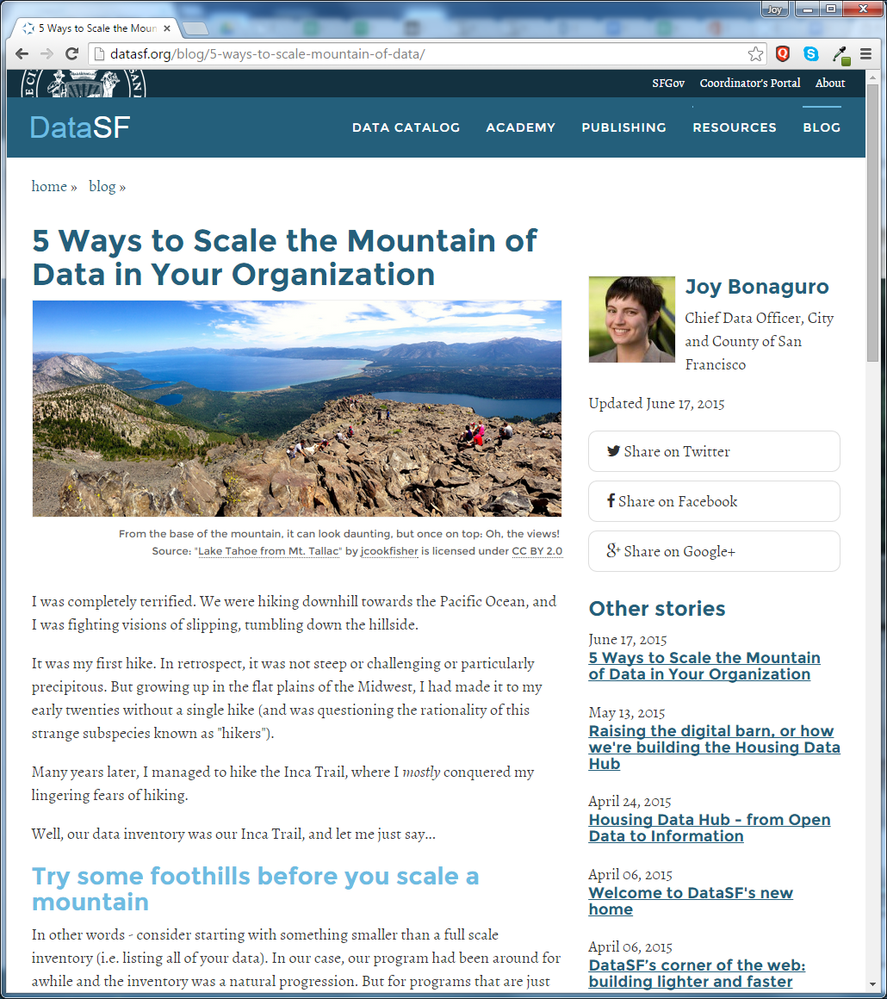 Joy
5 Ways to Scale the Moun
datasf.org/blog/5-ways-to-scale-mountain-of-data/
SFGov Coordinator's Portal About
DataSF
DATA CATALOG ACADEMY PUBLISHING RESOURCES BLOG
home » blog »
5 Ways to Scale the Mountain of
Data in Your Organization
From the base of the mountain, it can look daunting, but once on top: Oh, the views!
Source: "Lake Tahoe from Mt. Tallac" by jcookfisher is licensed under CC BY 2.0
I was completely terrified. We were hiking downhill towards the Pacific Ocean, and
I was fighting visions of slipping, tumbling down the hillside.
It was my first hike. In retrospect, it was not steep or challenging or particularly
precipitous. But growing up in the flat plains of the Midwest, I had made it to my
early twenties without a single hike (and was questioning the rationality of this
strange subspecies known as "hikers").
Many years later, I managed to hike the Inca Trail, where I mostly conquered my
lingering fears of hiking.
Well, our data inventory was our Inca Trail, and let me just say...
Try some foothills before you scale a
mountain
In other words - consider starting with something smaller than a full scale
inventory (i.e. listing all of your data). In our case, our program had been around for
awhile and the inventory was a natural progression. But for programs that are just
Joy Bonaguro
Chief Data Officer, City
and County of San
Francisco
Updated June 17, 2015
Share on Twitter
Share on Facebook
Share on Google+
Other stories
June 17, 2015
5 Ways to Scale the Mountain
of Data in Your Organization
May 13, 2015
Raising the digital barn, or how
we're building the Housing Data
Hub
April 24, 2015
Housing Data Hub - from Open
Data to Information
April 06, 2015
Welcome to DataSF's new
home
April 06, 2015
DataSF’s corner of the web:
building lighter and faster